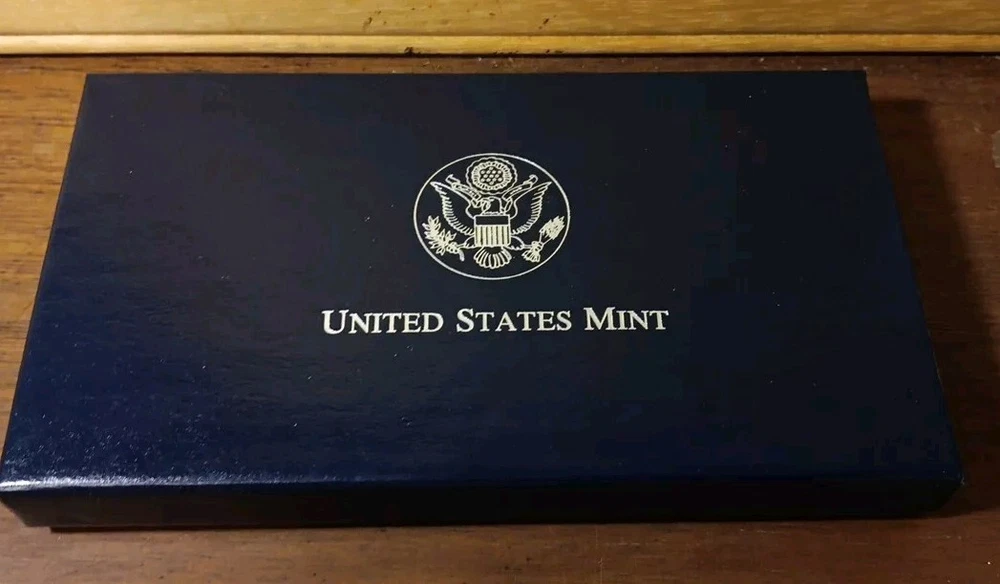 UNITED STATES MINT